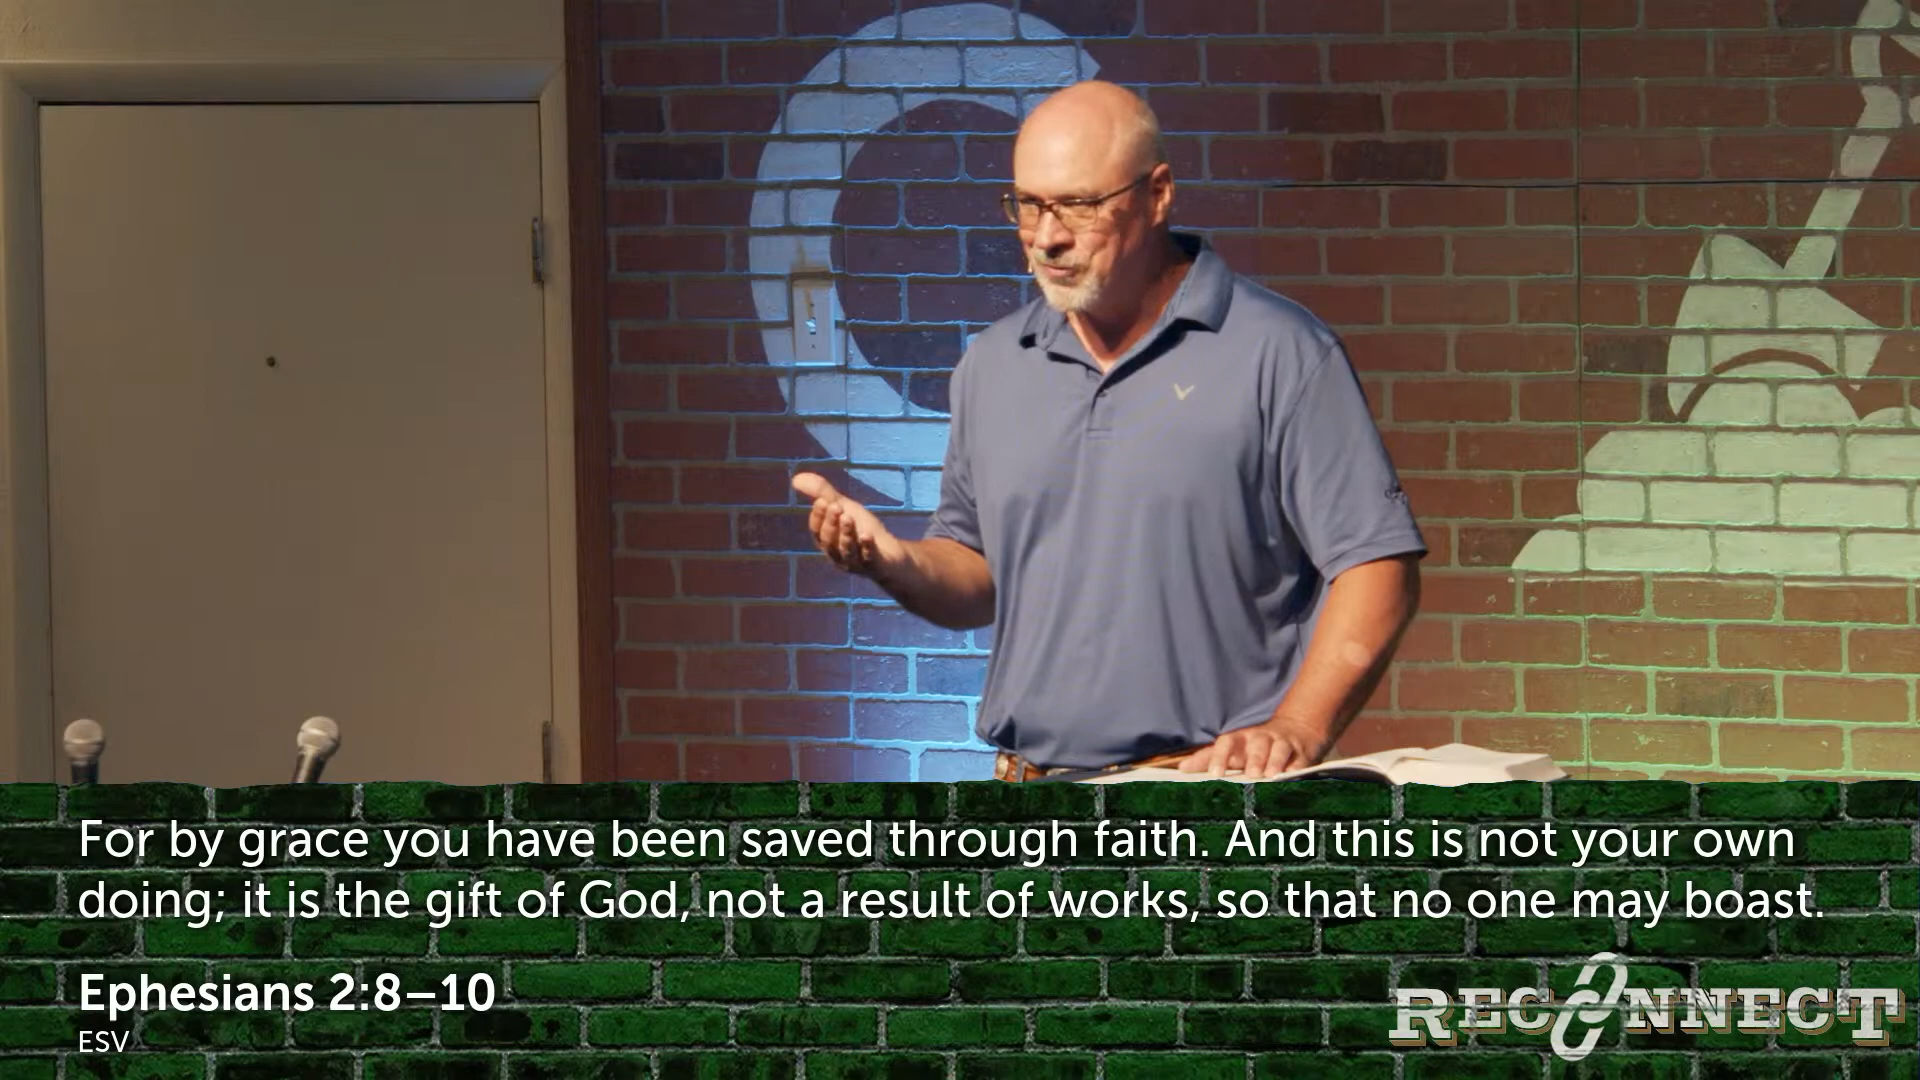 For by grace you have been saved through faith. And this is not your own
doing; it is the gift of God, not a result of works, so that no one may boast.
Ephesians 2:8–10
ESV
RECONNECT